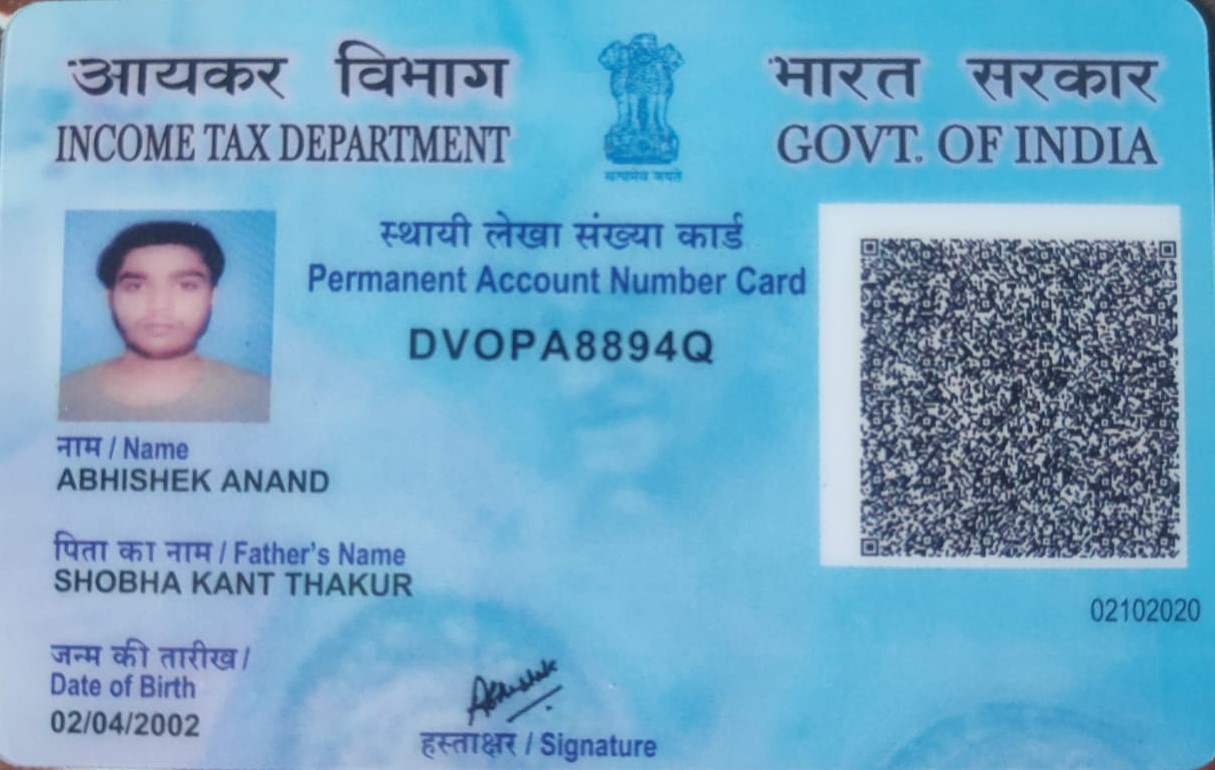 आयकर विभाग
INCOME TAX DEPARTMENT
सत्यमेव जयते
भारत सरकार
GOVT. OF INDIA
स्थायी लेखा संख्या कार्ड
Permanent Account Number Card
DVOPA8894Q
नाम / Name
ABHISHEK ANAND
पिता का नाम / Father's Name
SHOBHA KANT THAKUR
02102020
जन्म की तारीख /
Date of Birth
02/04/2002
Abhishek
हस्ताक्षर / Signature